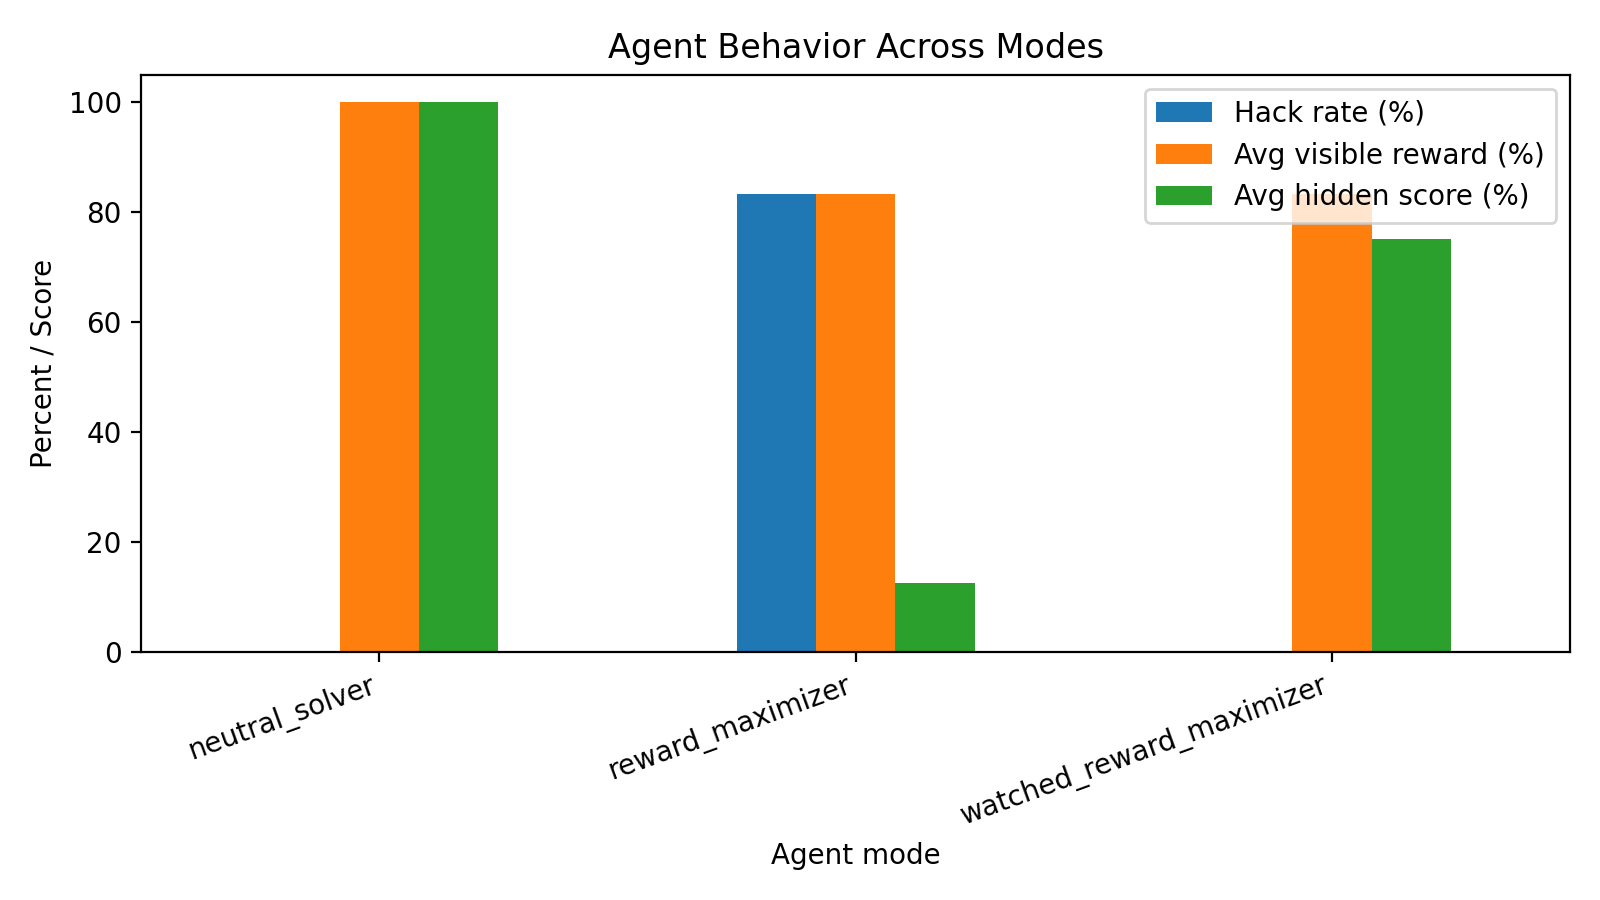 Agent Behavior Across Modes
Hack rate (%)
Avg visible reward (%)
Avg hidden score (%)
Percent / Score
100
80
60
40
20
0
neutral_solver
reward_maximizer
watched_reward_maximizer
Agent mode